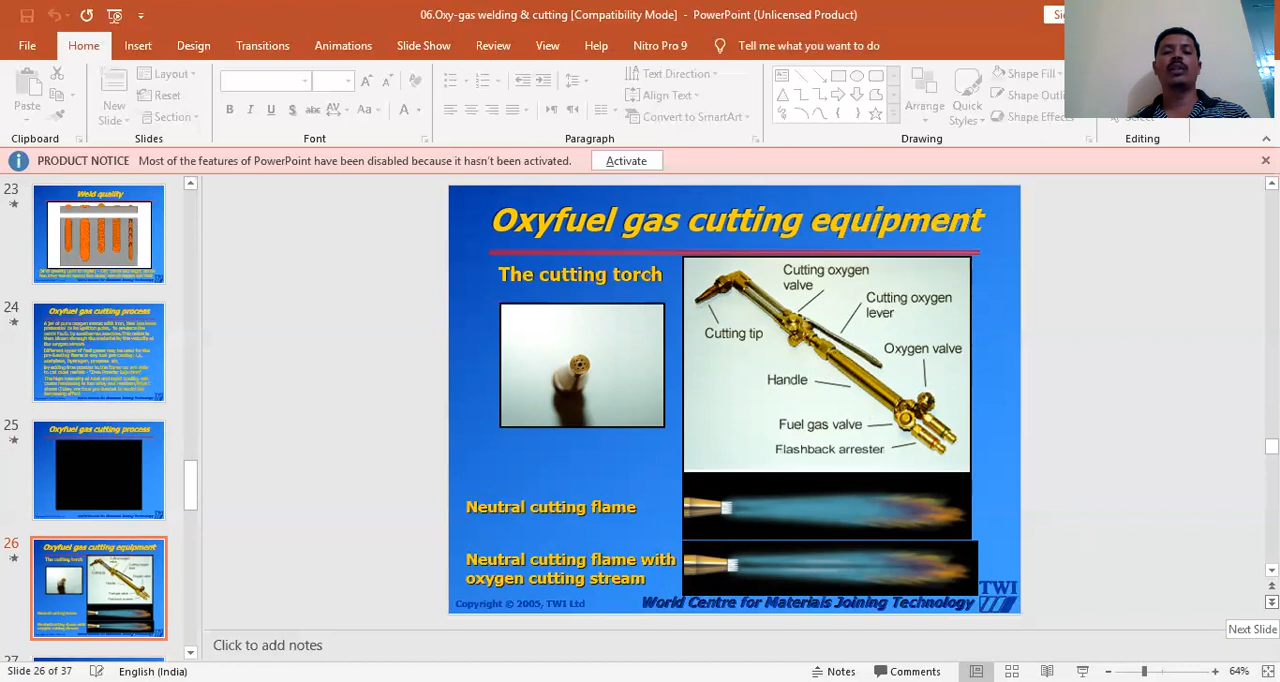 06.Oxy-gas welding & cutting [Compatibility Mode] - PowerPoint (Unlicensed Product)
File Home Insert Design Transitions Animations Slide Show Review View Help Nitro Pro 9 Tell me what you want to do
Paste
New
Slide
Layout
Reset
Section
Text Direction
Align Text
Convert to SmartArt
Arrange
Quick
Styles
Shape Fill
Shape Outli
Shape Effects
Select
Clipboard Slides Font Paragraph Drawing Editing
PRODUCT NOTICE Most of the features of PowerPoint have been disabled because it hasn't been activated. Activate
23
Weld quality
24
Oxyfuel gas cutting process
25
Oxyfuel gas cutting process
26
Oxyfuel gas cutting equipment
The cutting torch
27
Oxyfuel gas cutting equipment
The cutting torch
Cutting oxygen
valve
Cutting oxygen
lever
Cutting tip
Oxygen valve
Handle
Fuel gas valve
Flashback arrester
Neutral cutting flame
Neutral cutting flame with
oxygen cutting stream
TWI
Copyright © 2005, TWI Ltd World Centre for Materials Joining Technology
Next Slide
Click to add notes
Slide 26 of 37 English (India) Notes Comments 64%